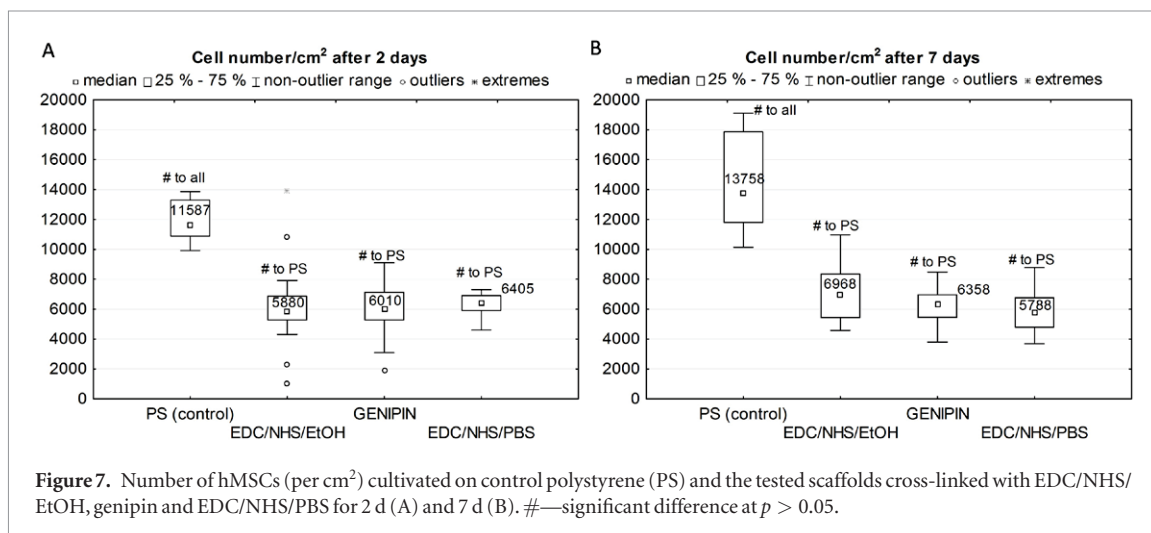 A
Cell number/cm² after 2 days
▫ median ▯ 25 % - 75 % ⌶ non-outlier range ◦ outliers ∗ extremes
20000
18000
16000
14000
12000
10000
8000
6000
4000
2000
0
# to all
11587
# to PS
5880
# to PS
6010
# to PS
6405
PS (control)
EDC/NHS/EtOH
GENIPIN
EDC/NHS/PBS
B
Cell number/cm² after 7 days
▫ median ▯ 25 % - 75 % ⌶ non-outlier range ◦ outliers ∗ extremes
20000
18000
16000
14000
12000
10000
8000
6000
4000
2000
0
# to all
13758
# to PS
6968
# to PS
6358
# to PS
5788
PS (control)
EDC/NHS/EtOH
GENIPIN
EDC/NHS/PBS
Figure 7. Number of hMSCs (per cm²) cultivated on control polystyrene (PS) and the tested scaffolds cross-linked with EDC/NHS/
EtOH, genipin and EDC/NHS/PBS for 2 d (A) and 7 d (B). #—significant difference at p > 0.05.